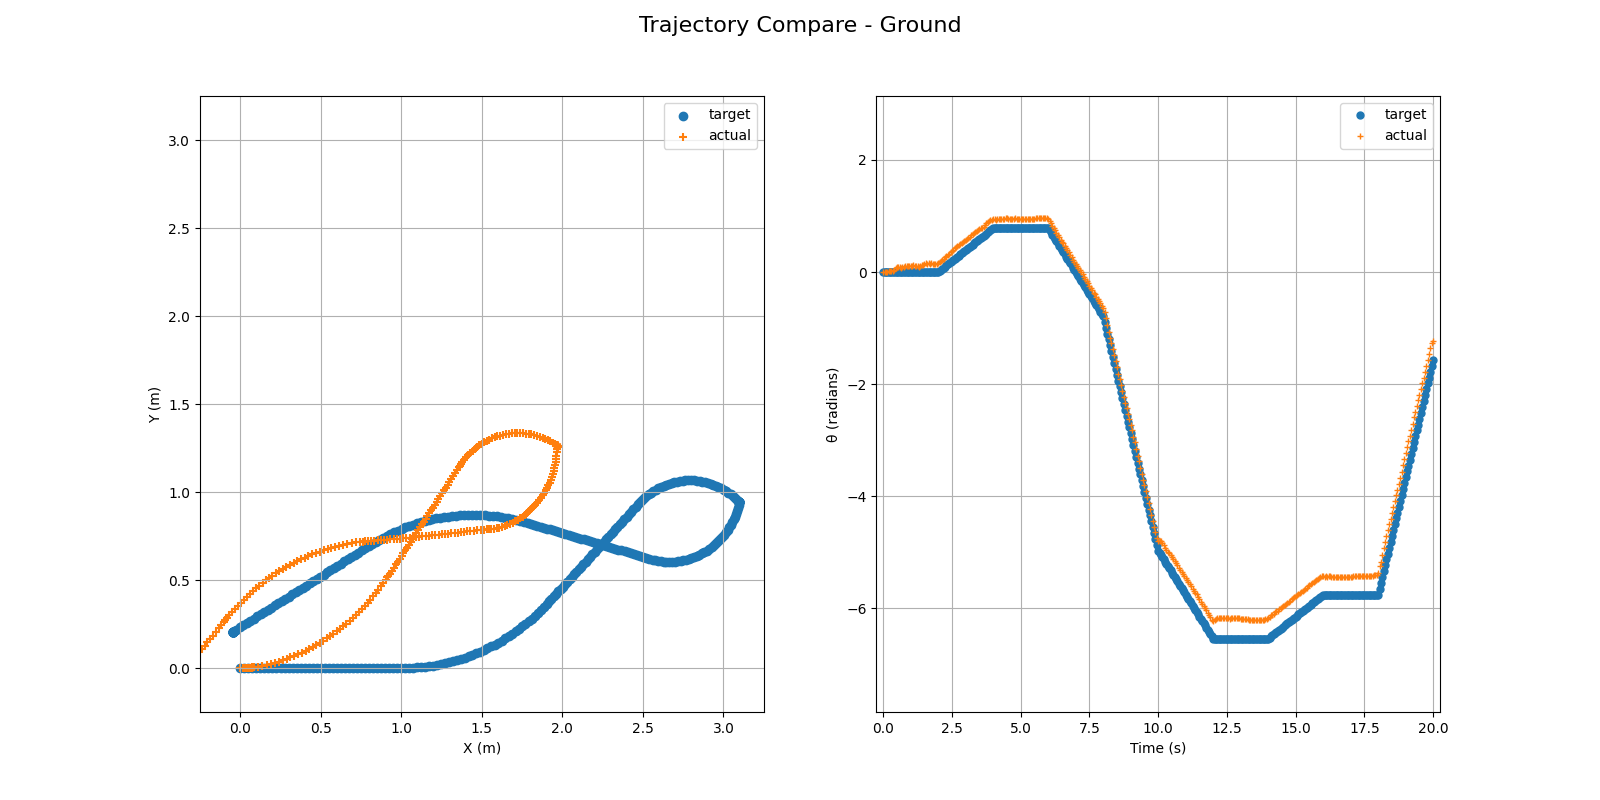 Trajectory Compare - Ground
target
actual
3.0
2.5
2.0
1.5
1.0
0.5
0.0
Y (m)
0.0 0.5 1.0 1.5 2.0 2.5 3.0
X (m)
target
actual
2
0
−2
−4
−6
θ (radians)
0.0 2.5 5.0 7.5 10.0 12.5 15.0 17.5 20.0
Time (s)